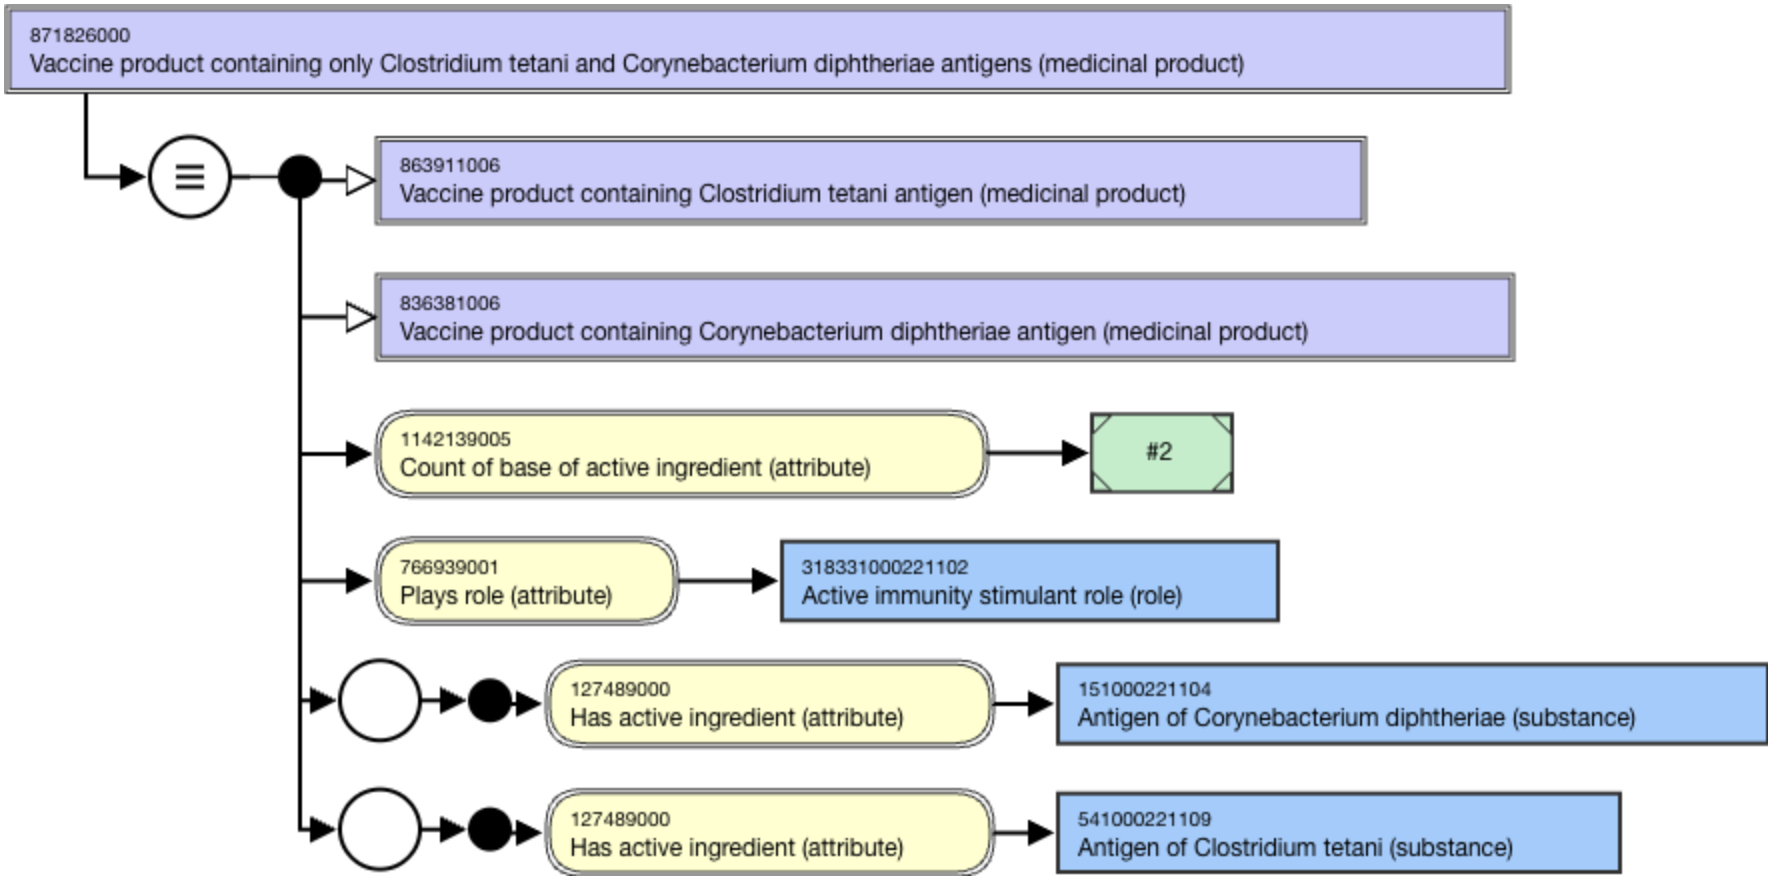 871826000
Vaccine product containing only Clostridium tetani and Corynebacterium diphtheriae antigens (medicinal product)
863911006
Vaccine product containing Clostridium tetani antigen (medicinal product)
836381006
Vaccine product containing Corynebacterium diphtheriae antigen (medicinal product)
1142139005
Count of base of active ingredient (attribute)
#2
766939001
Plays role (attribute)
318331000221102
Active immunity stimulant role (role)
127489000
Has active ingredient (attribute)
151000221104
Antigen of Corynebacterium diphtheriae (substance)
127489000
Has active ingredient (attribute)
541000221109
Antigen of Clostridium tetani (substance)